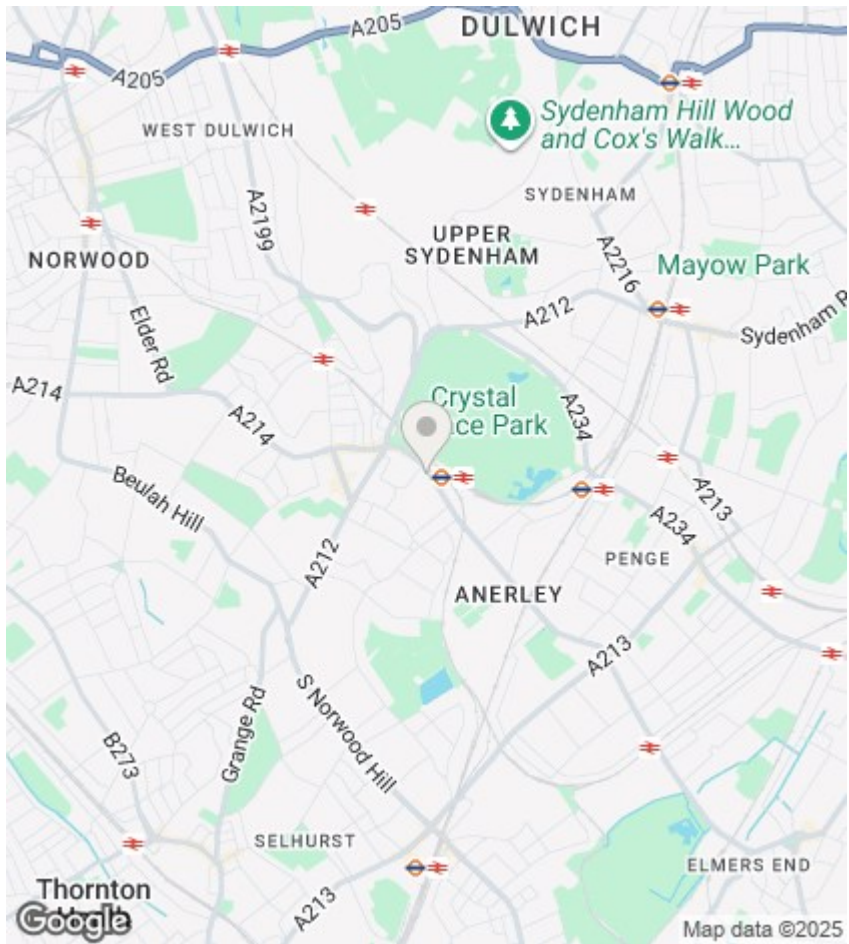 A205
DULWICH
A205
Sydenham Hill Wood
and Cox's Walk...
WEST DULWICH
SYDENHAM
A2199
UPPER
SYDENHAM
A2216
NORWOOD
Mayow Park
A212
Sydenham R
Elder Rd
A214
Crystal
ace Park
A234
A214
Beulah Hill
A213
A234
A212
PENGE
ANERLEY
A213
S Norwood Hill
Grange Rd
B273
SELHURST
ELMERS END
A213
Thornton
Google
Map data ©2025